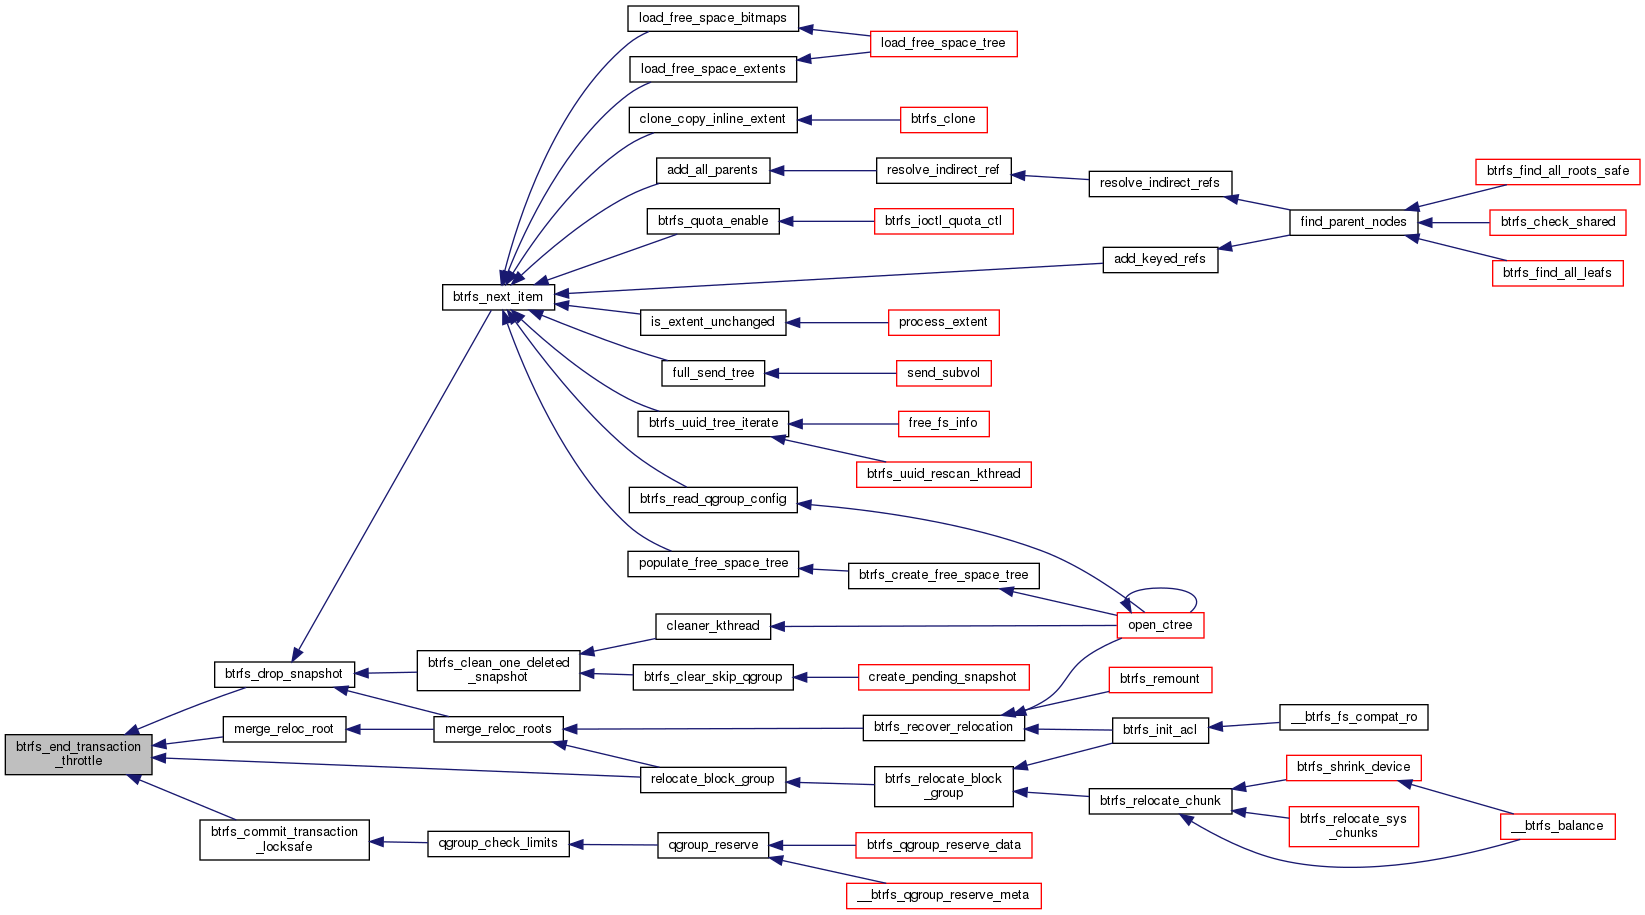 load_free_space_bitmaps
load_free_space_tree
load_free_space_extents
clone_copy_inline_extent
btrfs_clone
add_all_parents
resolve_indirect_ref
resolve_indirect_refs
btrfs_find_all_roots_safe
btrfs_quota_enable
btrfs_ioctl_quota_ctl
find_parent_nodes
btrfs_check_shared
add_keyed_refs
btrfs_find_all_leafs
btrfs_next_item
is_extent_unchanged
process_extent
full_send_tree
send_subvol
btrfs_uuid_tree_iterate
free_fs_info
btrfs_uuid_rescan_kthread
btrfs_read_qgroup_config
populate_free_space_tree
btrfs_create_free_space_tree
cleaner_kthread
open_ctree
btrfs_drop_snapshot
btrfs_clean_one_deleted
_snapshot
btrfs_clear_skip_qgroup
create_pending_snapshot
btrfs_remount
merge_reloc_root
merge_reloc_roots
btrfs_recover_relocation
btrfs_init_acl
__btrfs_fs_compat_ro
btrfs_end_transaction
_throttle
relocate_block_group
btrfs_relocate_block
_group
btrfs_relocate_chunk
btrfs_shrink_device
btrfs_relocate_sys
_chunks
__btrfs_balance
btrfs_commit_transaction
_locksafe
qgroup_check_limits
qgroup_reserve
btrfs_qgroup_reserve_data
__btrfs_qgroup_reserve_meta